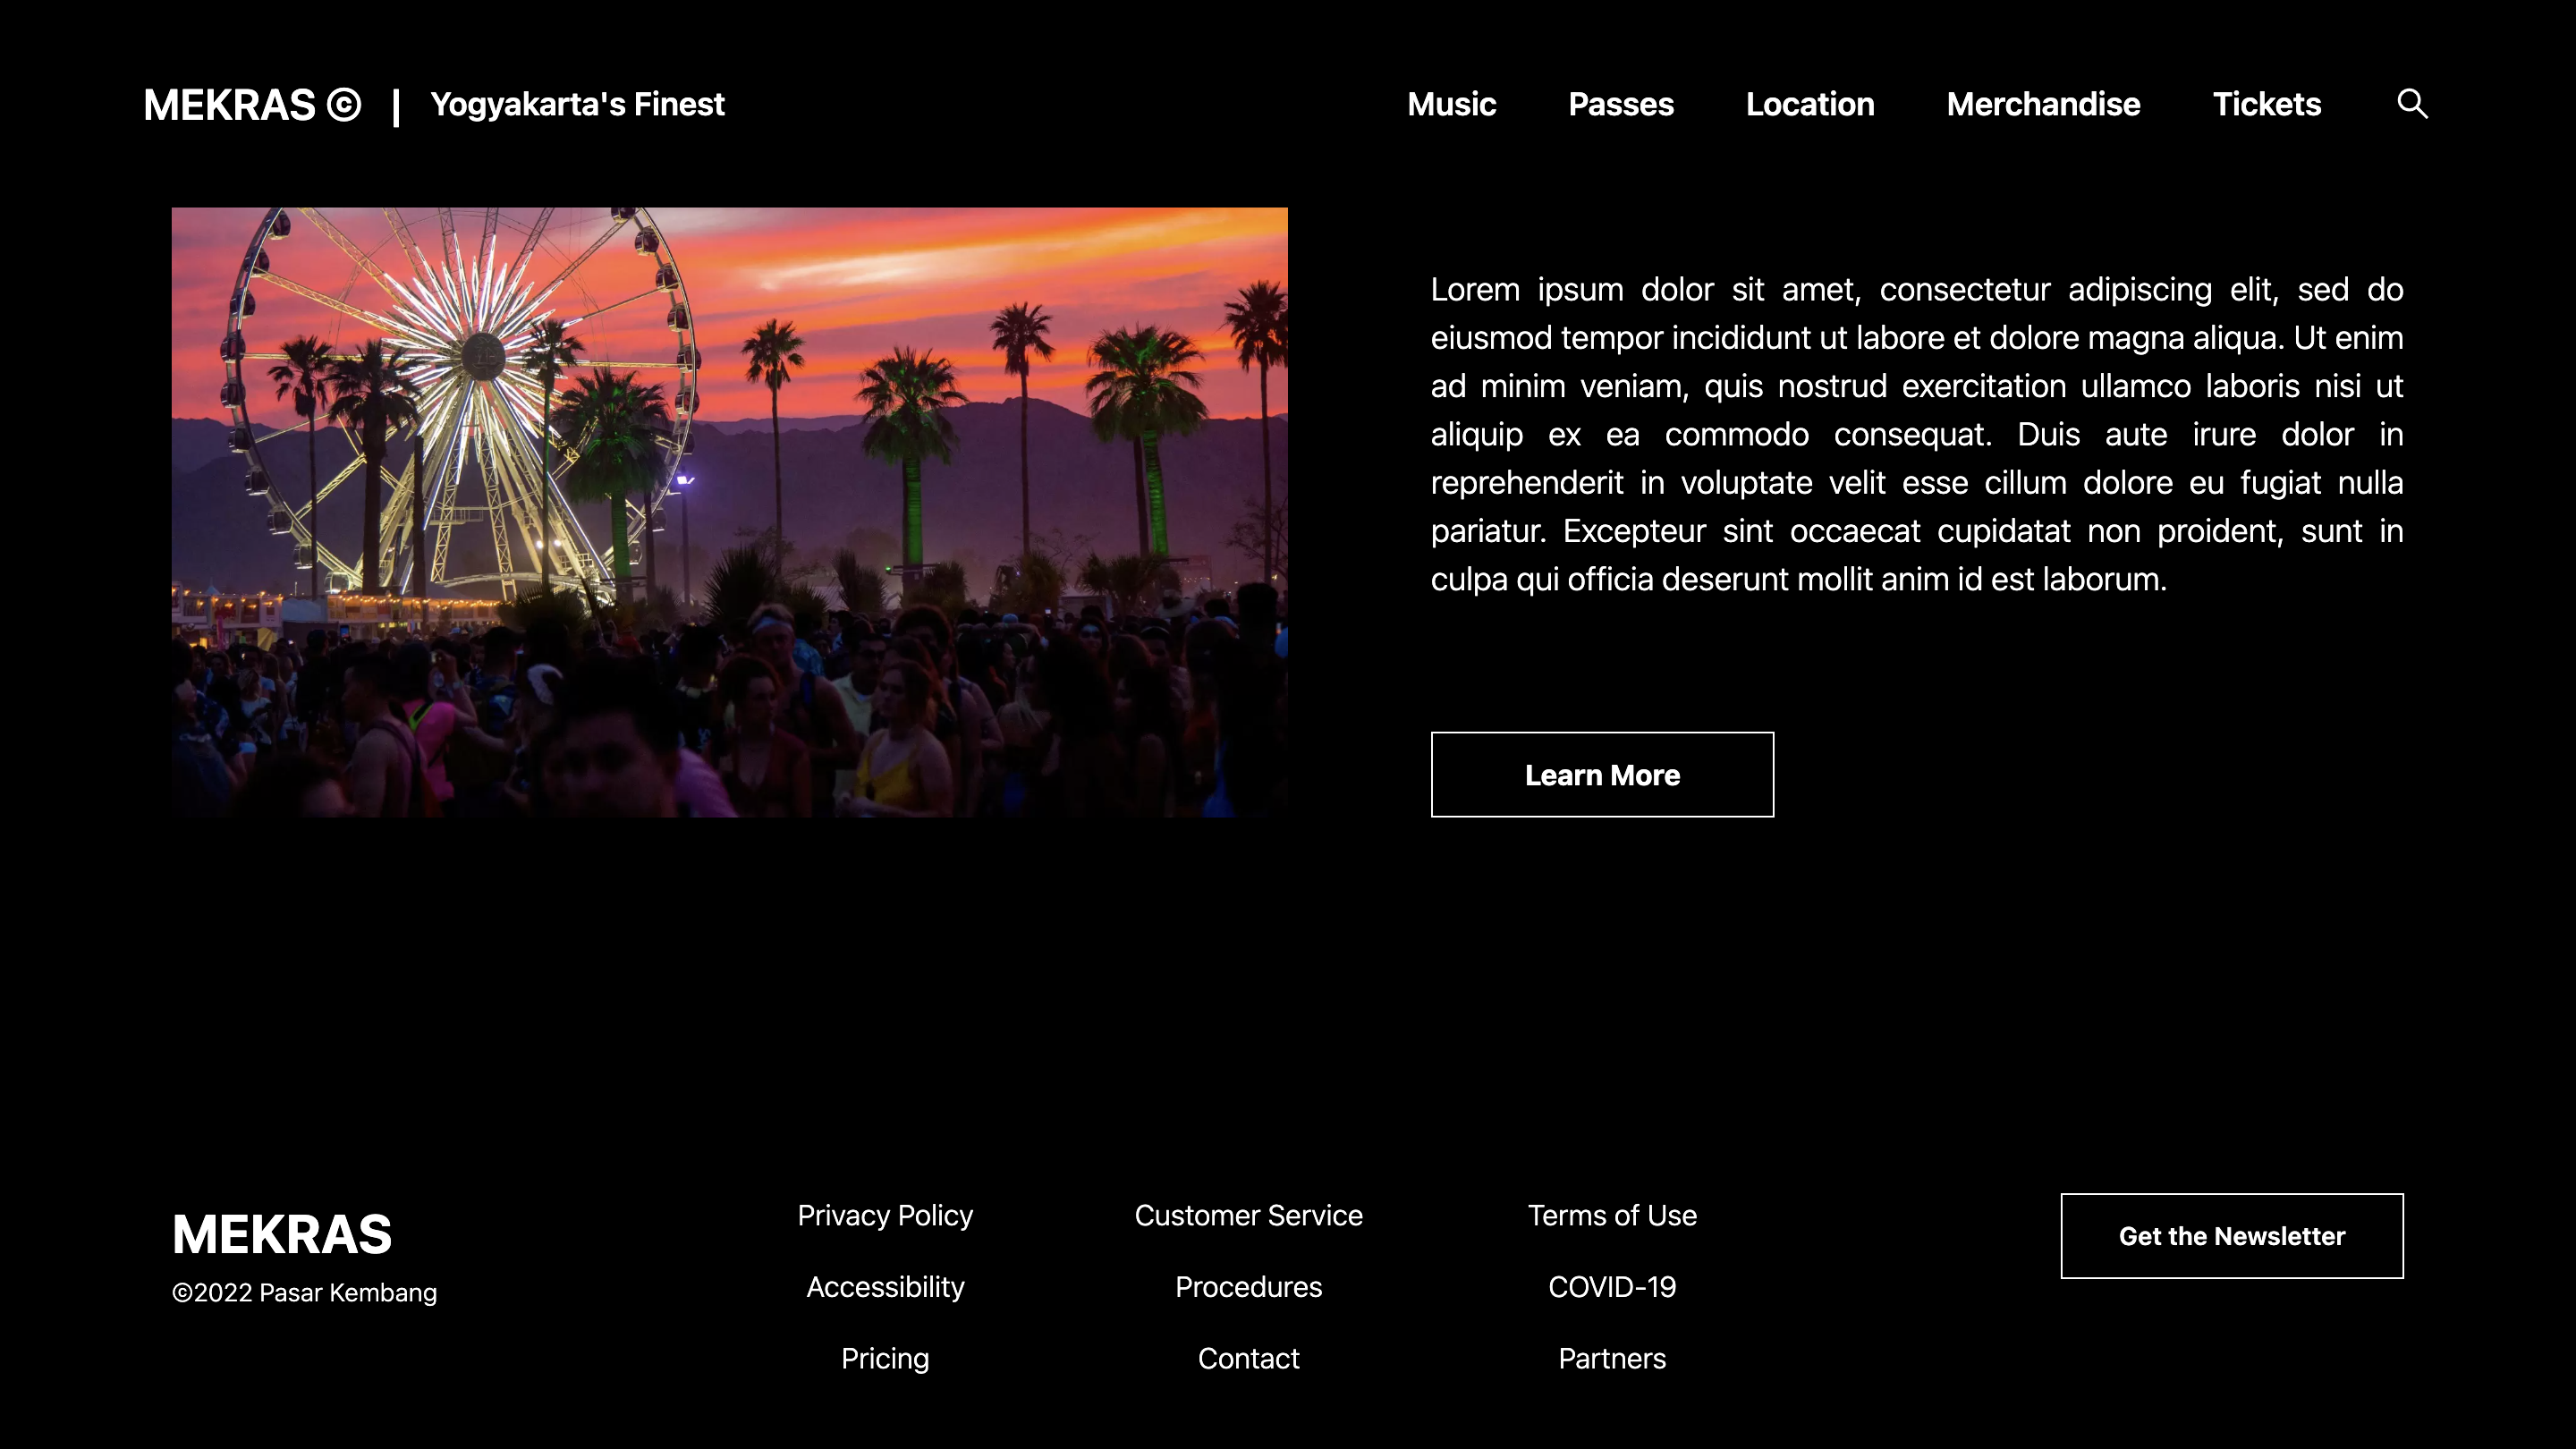 MEKRAS © | Yogyakarta's Finest
Music Passes Location Merchandise Tickets
Lorem ipsum dolor sit amet, consectetur adipiscing elit, sed do
eiusmod tempor incididunt ut labore et dolore magna aliqua. Ut enim
ad minim veniam, quis nostrud exercitation ullamco laboris nisi ut
aliquip ex ea commodo consequat. Duis aute irure dolor in
reprehenderit in voluptate velit esse cillum dolore eu fugiat nulla
pariatur. Excepteur sint occaecat cupidatat non proident, sunt in
culpa qui officia deserunt mollit anim id est laborum.
Learn More
MEKRAS
©2022 Pasar Kembang
Privacy Policy
Accessibility
Pricing
Customer Service
Procedures
Contact
Terms of Use
COVID-19
Partners
Get the Newsletter